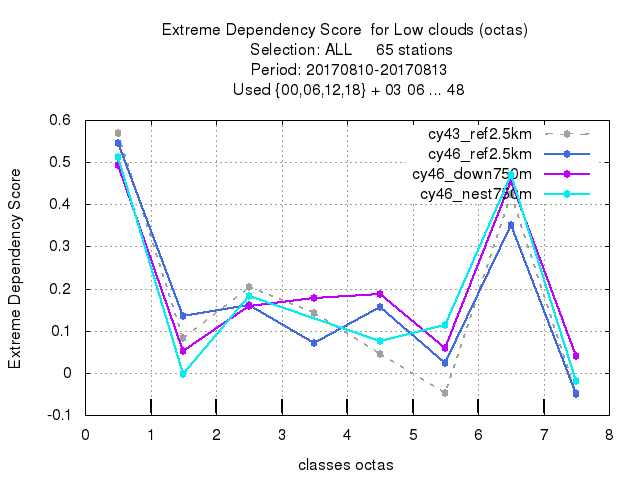 Extreme Dependency Score  for Low clouds (octas)
Selection: ALL     65 stations
Period: 20170810-20170813
Used {00,06,12,18} + 03 06 ... 48
cy43_ref2.5km
cy46_ref2.5km
cy46_down750m
cy46_nest750m
Extreme Dependency Score
0.6
0.5
0.4
0.3
0.2
0.1
0
-0.1
0 1 2 3 4 5 6 7 8
classes octas